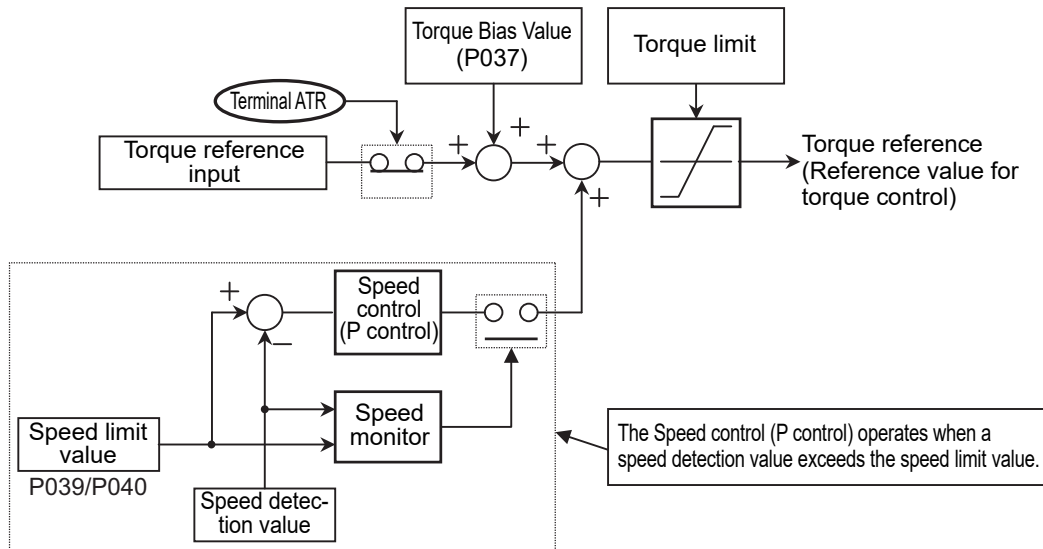 Torque Bias Value
(P037)
Torque limit
Terminal ATR
Torque reference
input
+
+
+
+
Torque reference
(Reference value for
torque control)
+
−
Speed
control
(P control)
Speed
monitor
Speed limit
value
P039/P040
Speed detec-
tion value
The Speed control (P control) operates when a
speed detection value exceeds the speed limit value.